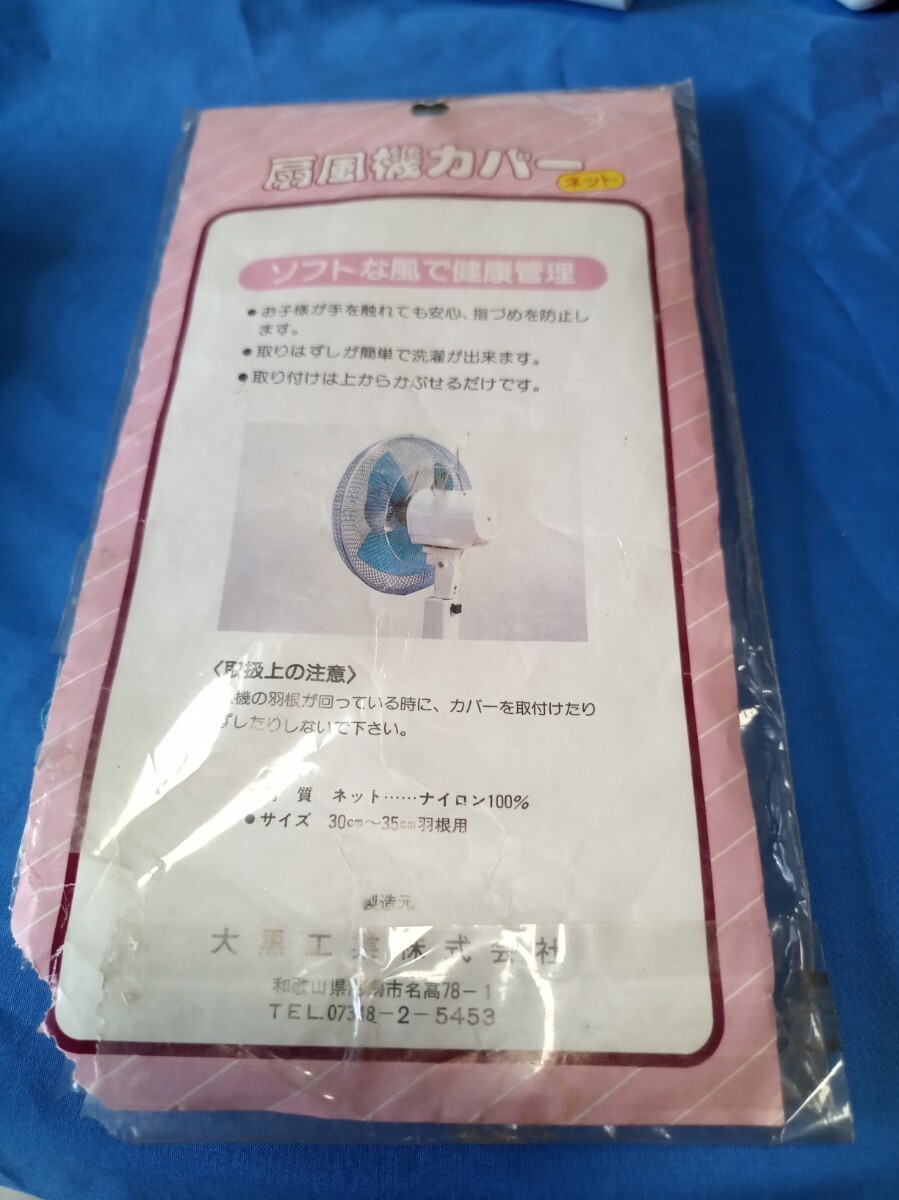 扇風機カバー
ネット
ソフトな風で健康管理
●お子様が手を触れても安心、指づめを防止し
ます。
●取りはずしが簡単で洗濯が出来ます。
●取り付けは上からかぶせるだけです。
〈取扱上の注意〉
機の羽根が回っている時に、カバーを取付けたり
ずしたりしないで下さい。
質 ネット……ナイロン100%
●サイズ 30cm〜35cm羽根用
製造元
大黒工業株式会社
和歌山県海南市名高78-1
TEL.07348-2-5453